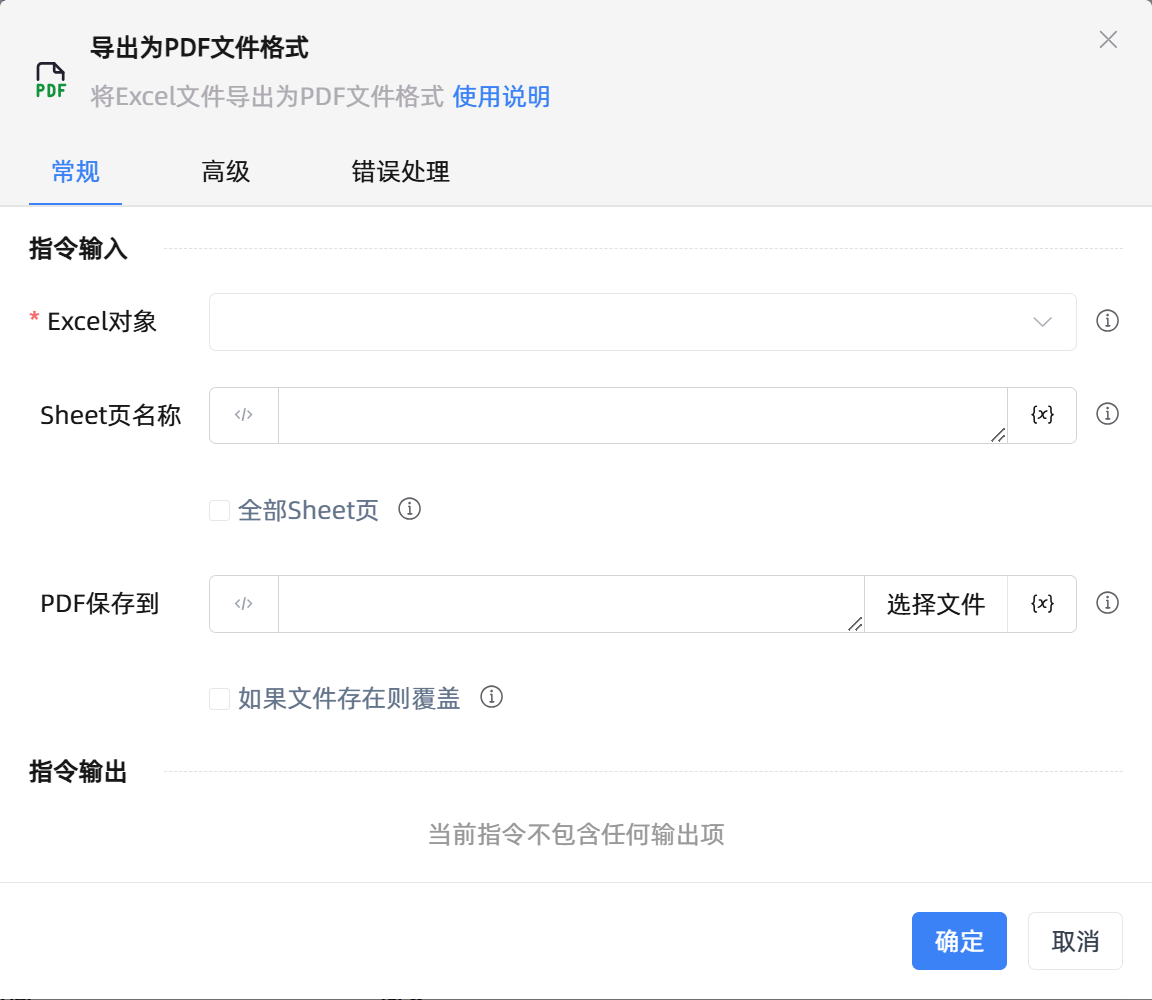 导出为PDF文件格式
PDF
将Excel文件导出为PDF文件格式 使用说明
常规 高级 错误处理
指令输入
* Excel对象
Sheet页名称 </> {x}
全部Sheet页
PDF保存到 </> 选择文件 {x}
如果文件存在则覆盖
指令输出
当前指令不包含任何输出项
确定 取消